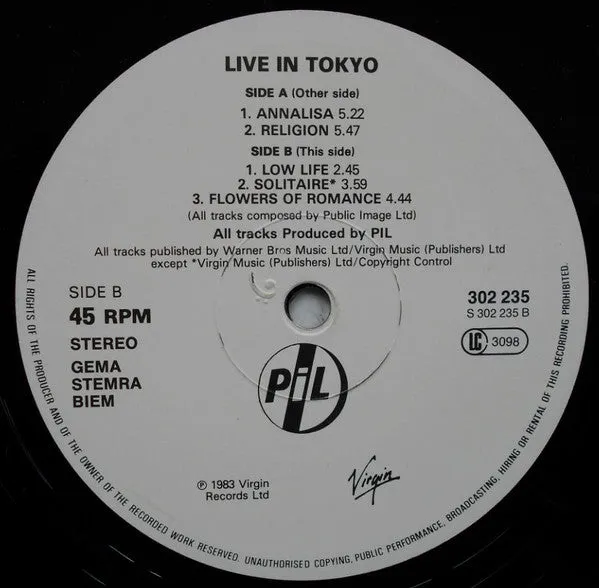 LIVE IN TOKYO
SIDE A (Other side)
1. ANNALISA 5.22
2. RELIGION 5.47
SIDE B (This side)
1. LOW LIFE 2.45
2. SOLITAIRE* 3.59
3. FLOWERS OF ROMANCE 4.44
(All tracks composed by Public Image Ltd)
All tracks Produced by PIL
All tracks published by Warner Bros Music Ltd/Virgin Music (Publishers) Ltd
except *Virgin Music (Publishers) Ltd/Copyright Control
SIDE B
45 RPM
STEREO
GEMA
STEMRA
BIEM
302 235
S 302 235 B
LC 3098
PiL
℗ 1983 Virgin
Records Ltd
Virgin
ALL RIGHTS OF THE PRODUCER AND OF THE OWNER OF THE RECORDED WORK RESERVED. UNAUTHORISED COPYING, PUBLIC PERFORMANCE, BROADCASTING, HIRING OR RENTAL OF THIS RECORDING PROHIBITED.